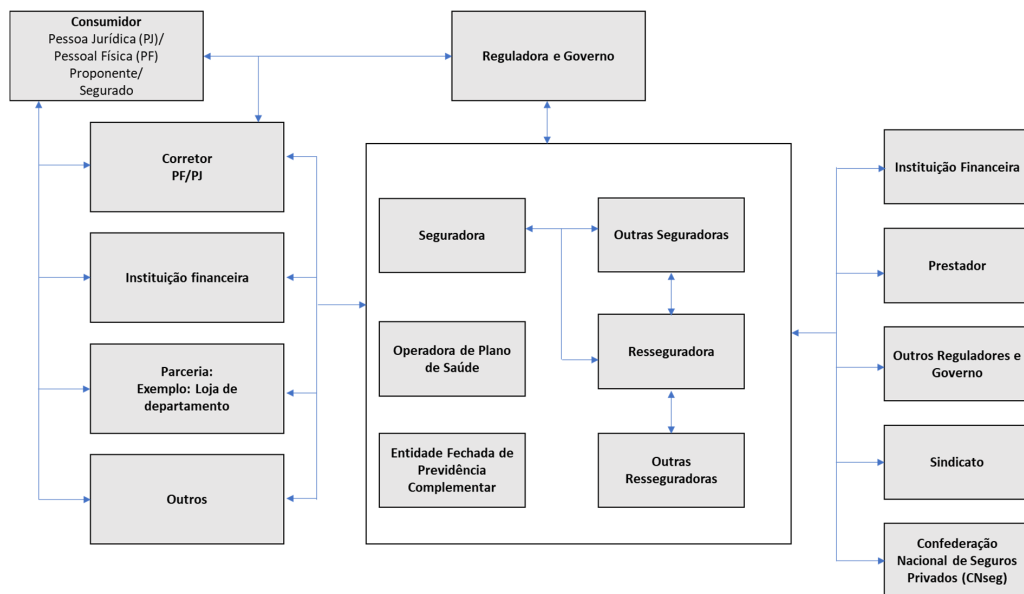 Consumidor
Pessoa Jurídica (PJ)/
Pessoal Física (PF)
Proponente/
Segurado
Reguladora e Governo
Corretor
PF/PJ
Instituição financeira
Parceria:
Exemplo: Loja de
departamento
Outros
Seguradora
Outras Seguradoras
Operadora de Plano
de Saúde
Resseguradora
Entidade Fechada de
Previdência
Complementar
Outras
Resseguradoras
Instituição Financeira
Prestador
Outros Reguladores e
Governo
Sindicato
Confederação
Nacional de Seguros
Privados (CNseg)